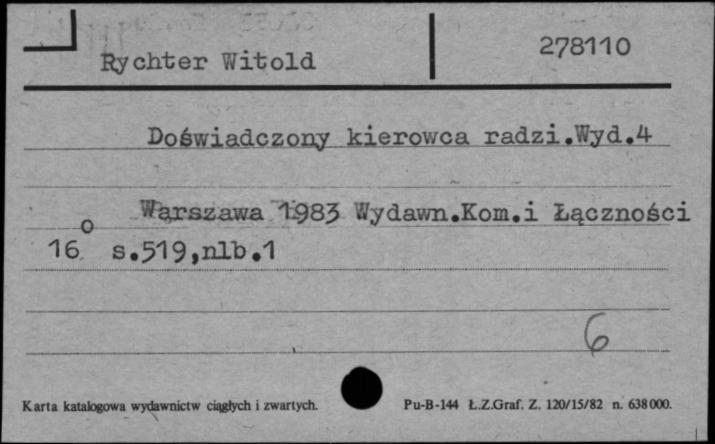 Rychter Witold 278110
Doświadczony kierowca radzi.Wyd.4
Warszawa 1983 Wydawn.Kom.i Łączności
16° s.519,nlb.1
6
Karta katalogowa wydawnictw ciągłych i zwartych. Pu-B-144 Ł.Z.Graf. Z. 120/15/82 n. 638000.